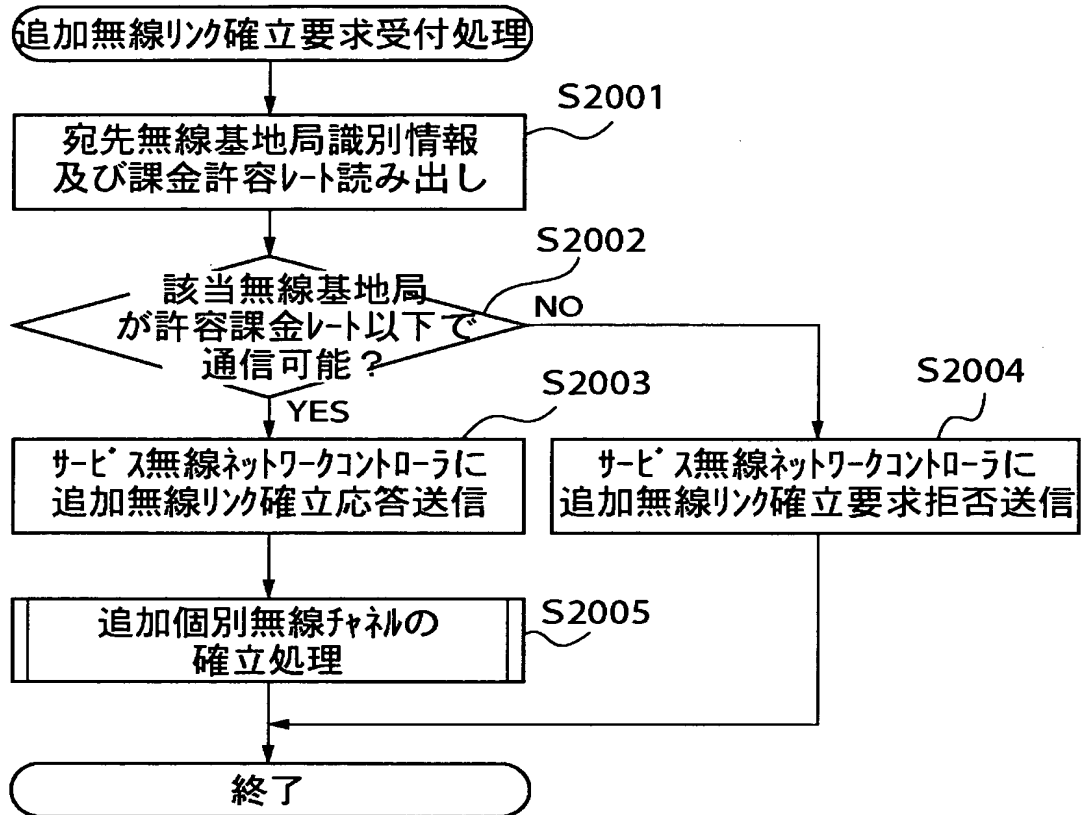 追加無線リンク確立要求受付処理
S2001
宛先無線基地局識別情報
及び課金許容レート読み出し
S2002
該当無線基地局
が許容課金レート以下で
通信可能？
NO
YES
S2003
S2004
サービス無線ネットワークコントローラに
追加無線リンク確立応答送信
サービス無線ネットワークコントローラに
追加無線リンク確立要求拒否送信
追加個別無線チャネルの
確立処理
S2005
終了